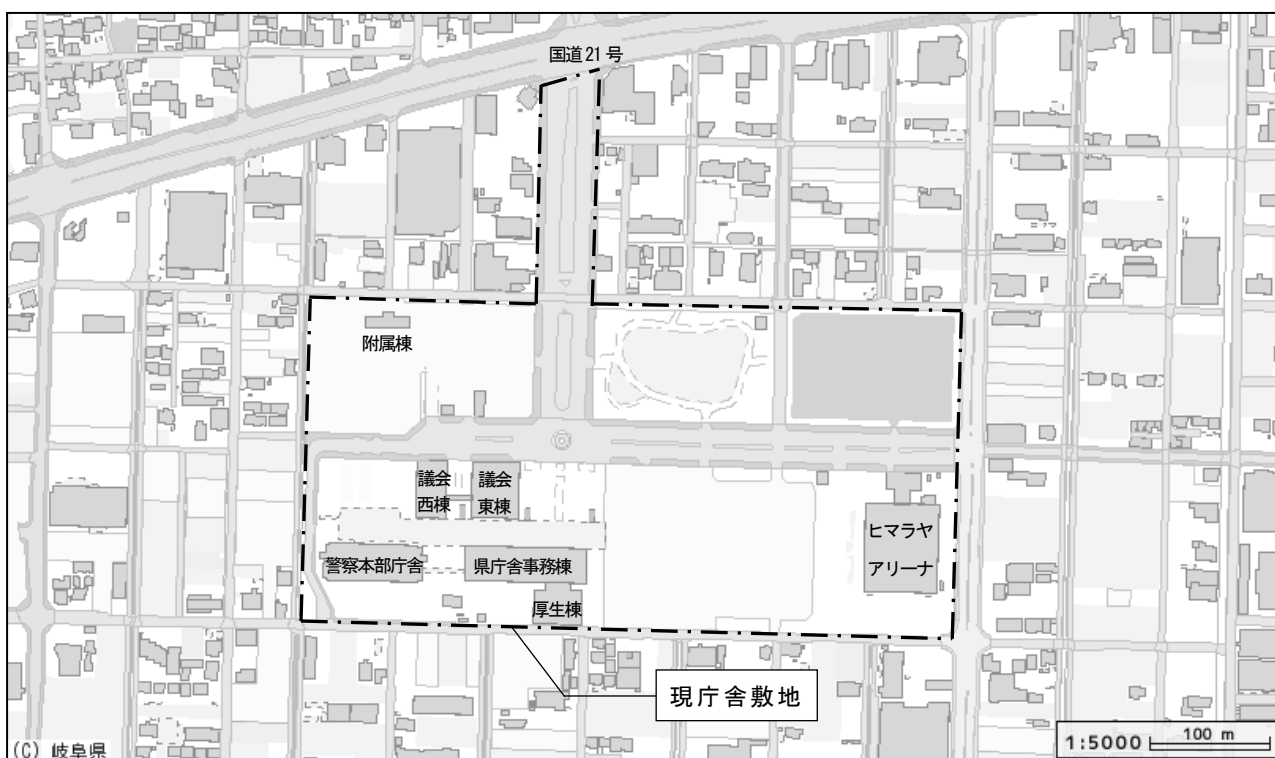 国道21号
附属棟
議会
西棟
議会
東棟
ヒマラヤ
アリーナ
警察本部庁舎
県庁舎事務棟
厚生棟
現庁舎敷地
(C) 岐阜県
1:5000 100 m